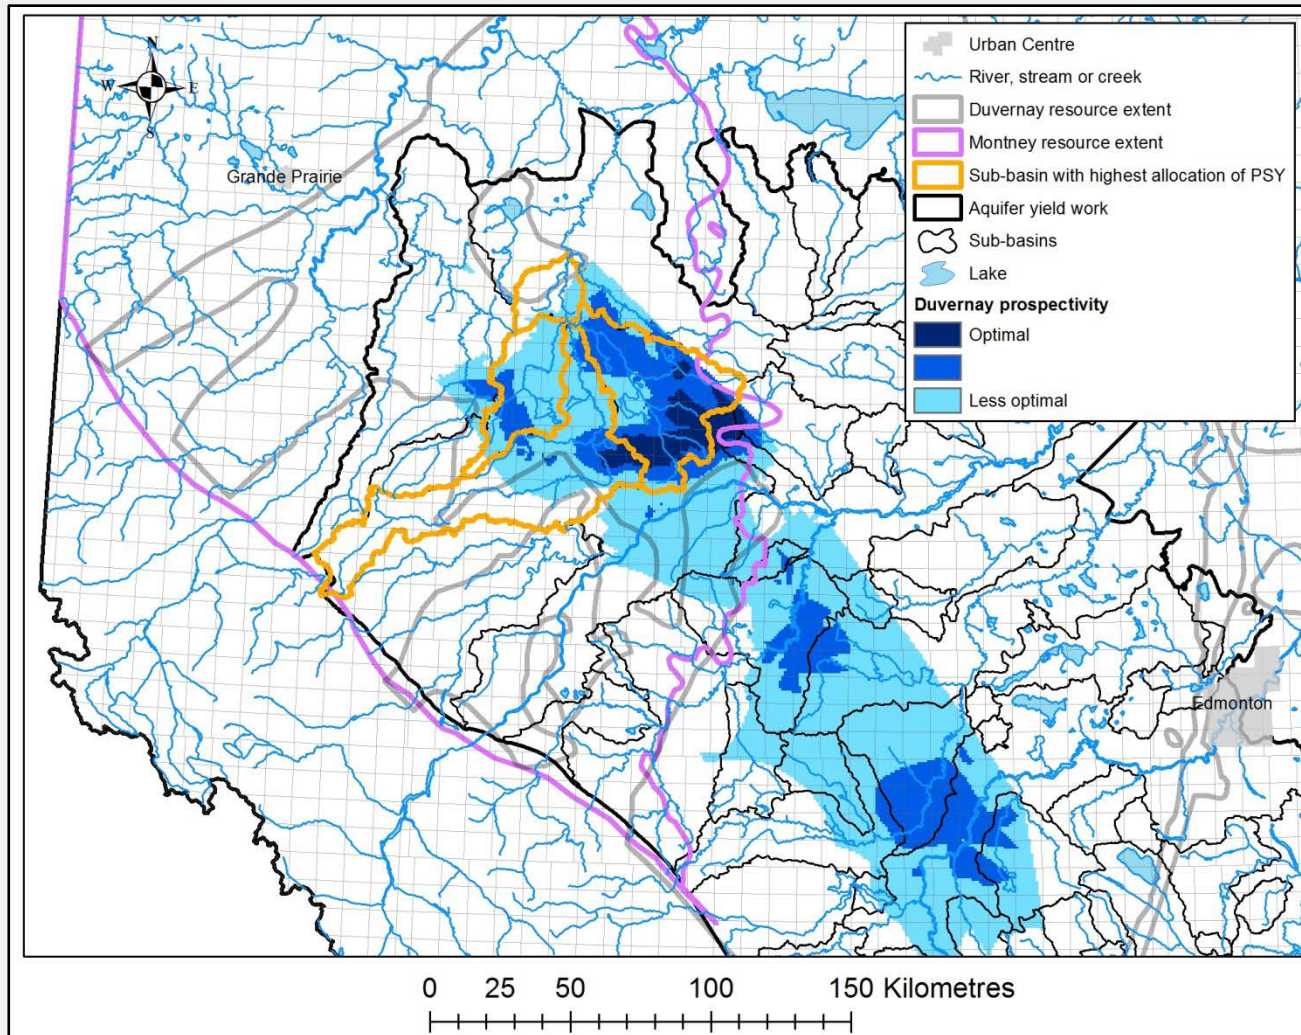 N
W E
S
Grande Prairie
Edmonton
Urban Centre
River, stream or creek
Duvernay resource extent
Montney resource extent
Sub-basin with highest allocation of PSY
Aquifer yield work
Sub-basins
Lake
Duvernay prospectivity
Optimal
Less optimal
0 25 50 100 150 Kilometres